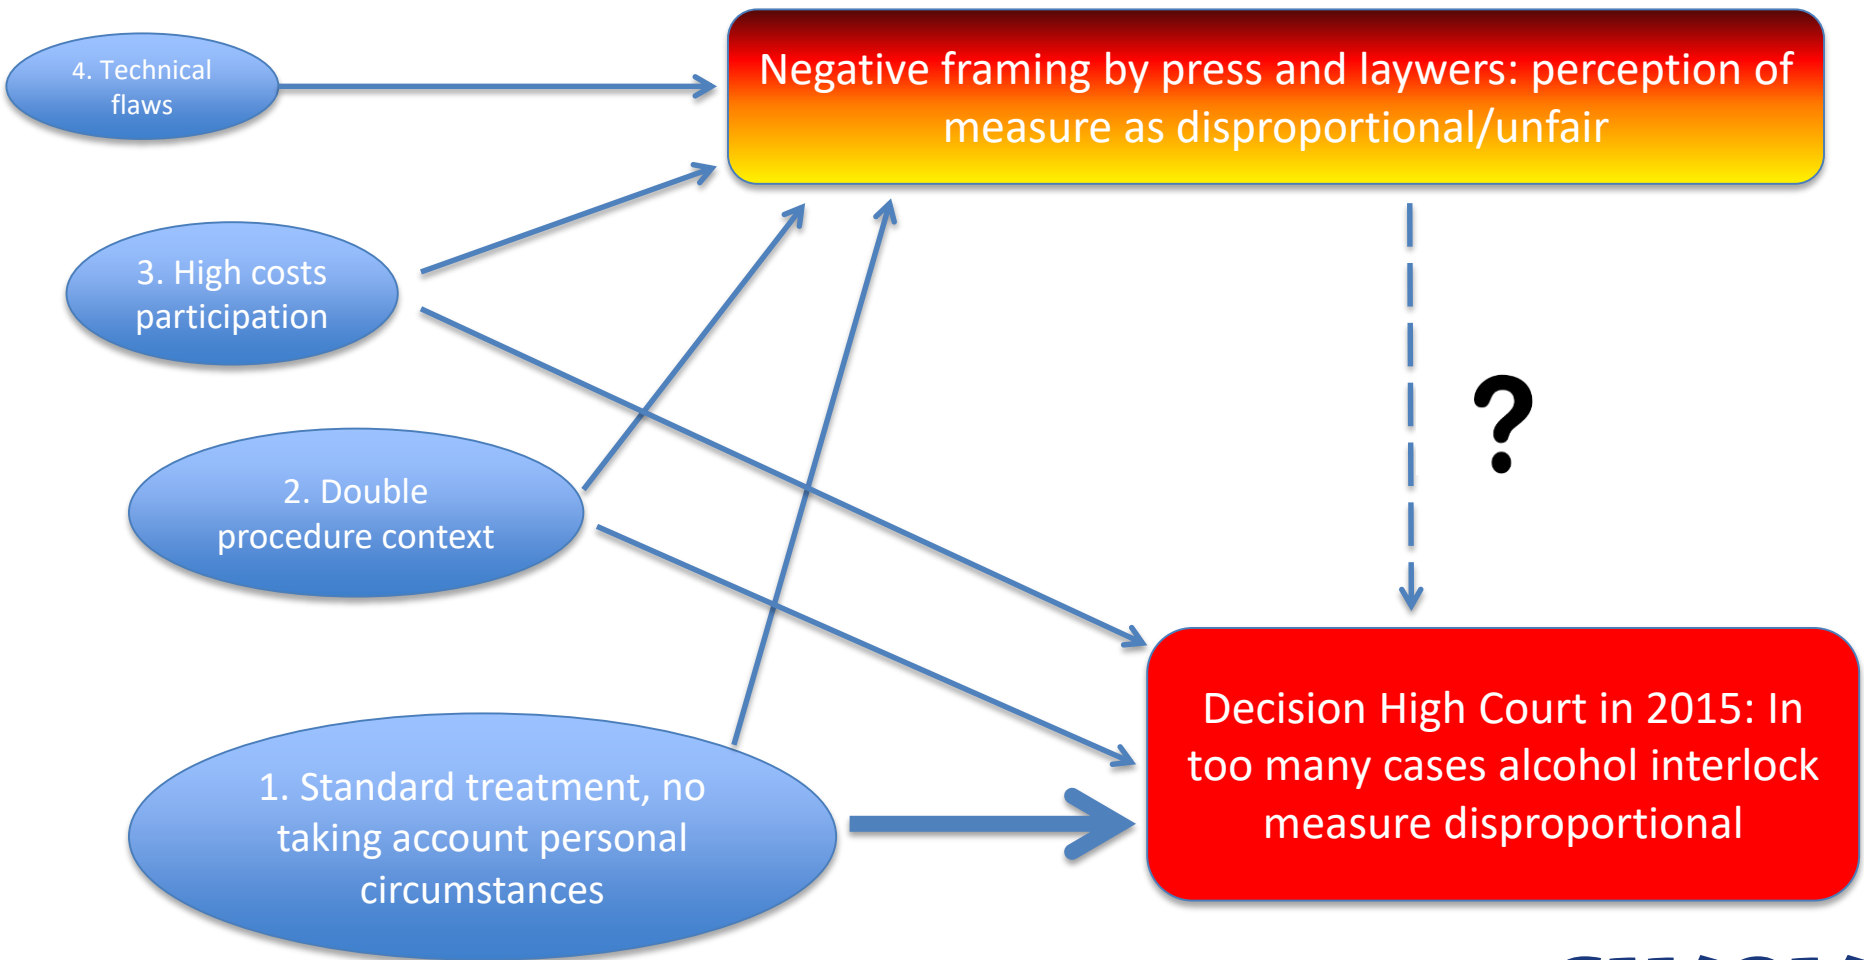 4. Technical
flaws
Negative framing by press and laywers: perception of
measure as disproportional/unfair
3. High costs
participation
?
2. Double
procedure context
Decision High Court in 2015: In
too many cases alcohol interlock
measure disproportional
1. Standard treatment, no
taking account personal
circumstances